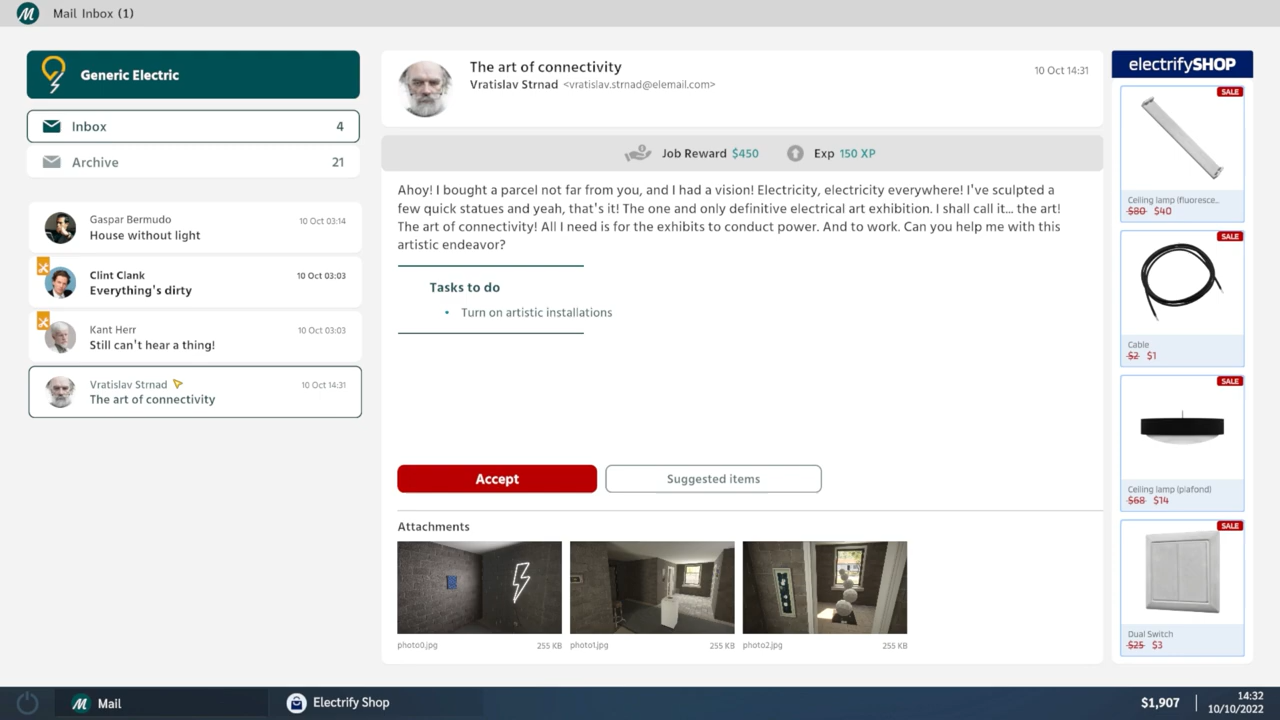 Mail Inbox (1)
Generic Electric
Inbox 4
Archive 21
Gaspar Bermudo 10 Oct 03:14
House without light
Clint Clank 10 Oct 03:03
Everything's dirty
Kant Herr 10 Oct 03:03
Still can't hear a thing!
Vratislav Strnad 10 Oct 14:31
The art of connectivity
The art of connectivity
Vratislav Strnad <vratislav.strnad@elemail.com>
10 Oct 14:31
Job Reward $450 Exp 150 XP
Ahoy! I bought a parcel not far from you, and I had a vision! Electricity, electricity everywhere! I've sculpted a
few quick statues and yeah, that's it! The one and only definitive electrical art exhibition. I shall call it... the art!
The art of connectivity! All I need is for the exhibits to conduct power. And to work. Can you help me with this
artistic endeavor?
Tasks to do
• Turn on artistic installations
Accept Suggested items
Attachments
photo0.jpg 255 KB photo1.jpg 255 KB photo2.jpg 255 KB
electrifySHOP
SALE
Ceiling lamp (fluoresce...
$80 $40
SALE
Cable
$2 $1
SALE
Ceiling lamp (plafond)
$68 $14
SALE
Dual Switch
$25 $3
Mail Electrify Shop $1,907 14:32
10/10/2022